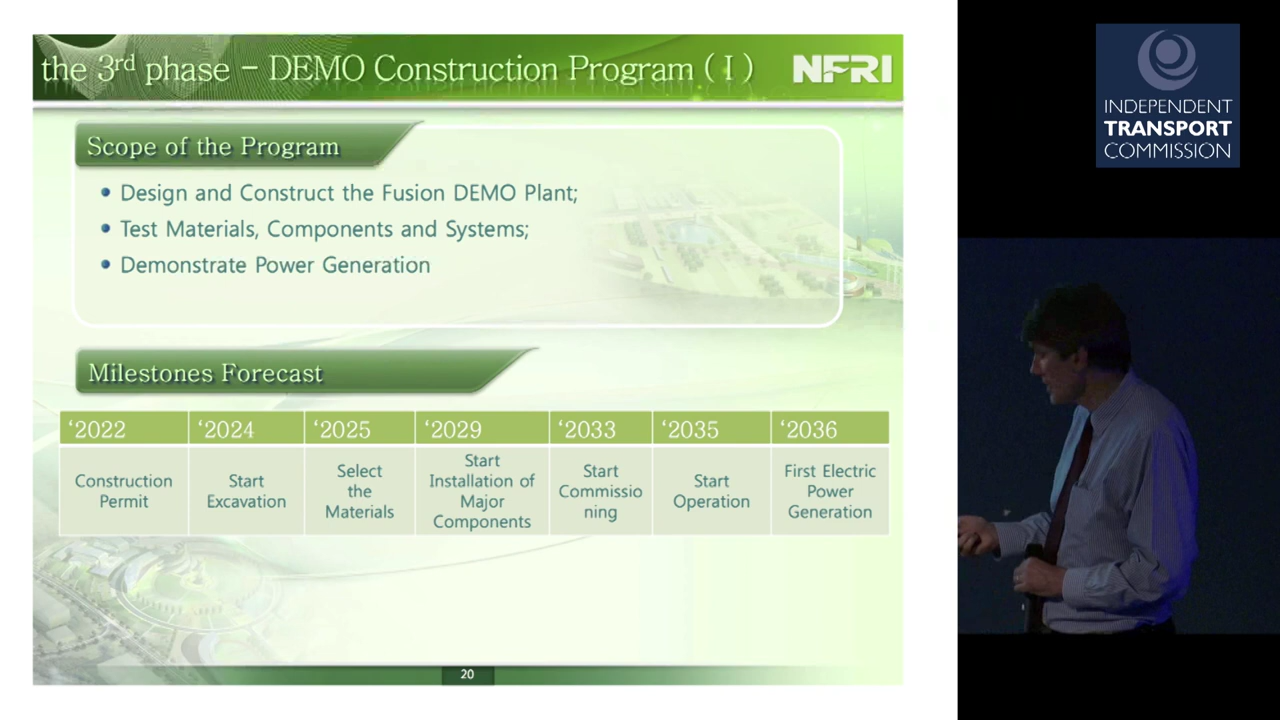 the 3rd phase – DEMO Construction Program ( I )
NFRI
Scope of the Program
• Design and Construct the Fusion DEMO Plant;
• Test Materials, Components and Systems;
• Demonstrate Power Generation
Milestones Forecast
‘2022 ‘2024 ‘2025 ‘2029 ‘2033 ‘2035 ‘2036
Construction
Permit
Start
Excavation
Select
the
Materials
Start
Installation of
Major
Components
Start
Commissio
ning
Start
Operation
First Electric
Power
Generation
20
INDEPENDENT
TRANSPORT
COMMISSION